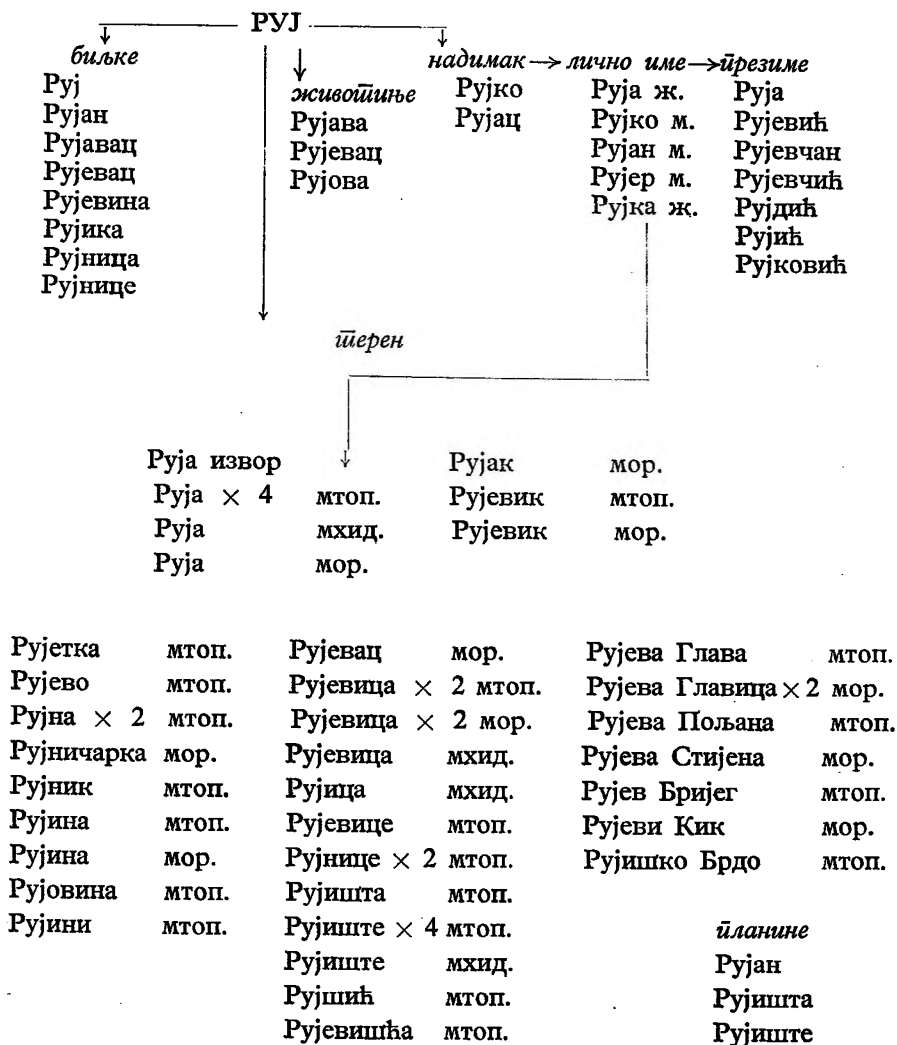 РУЈ
биљке
Руј
Рујан
Рујавац
Рујевац
Рујевина
Рујика
Рујница
Рујнице
животиње
Рујава
Рујевац
Рујова
надимак → лично име → презиме
Рујко
Рујац
Руја ж.
Рујко м.
Рујан м.
Рујер м.
Рујка ж.
Руја
Рујевић
Рујевчан
Рујевчић
Рујдић
Рујић
Рујковић
терен
Руја извор
Руја × 4 мтоп.
Руја мхид.
Руја мор.
Рујак мор.
Рујевик мтоп.
Рујевик мор.
Рујетка мтоп.
Рујево мтоп.
Рујна × 2 мтоп.
Рујничарка мор.
Рујник мтоп.
Рујина мтоп.
Рујина мор.
Рујовина мтоп.
Рујини мтоп.
Рујевац мор.
Рујевица × 2 мтоп.
Рујевица × 2 мор.
Рујевица мхид.
Рујица мхид.
Рујевице мтоп.
Рујнице × 2 мтоп.
Рујишта мтоп.
Рујиште × 4 мтоп.
Рујиште мхид.
Рујшић мтоп.
Рујевишћа мтоп.
Рујева Глава мтоп.
Рујева Главица × 2 мор.
Рујева Пољана мтоп.
Рујева Стијена мор.
Рујев Бријег мтоп.
Рујеви Кик мор.
Рујишко Брдо мтоп.
планине
Рујан
Рујишта
Рујиште